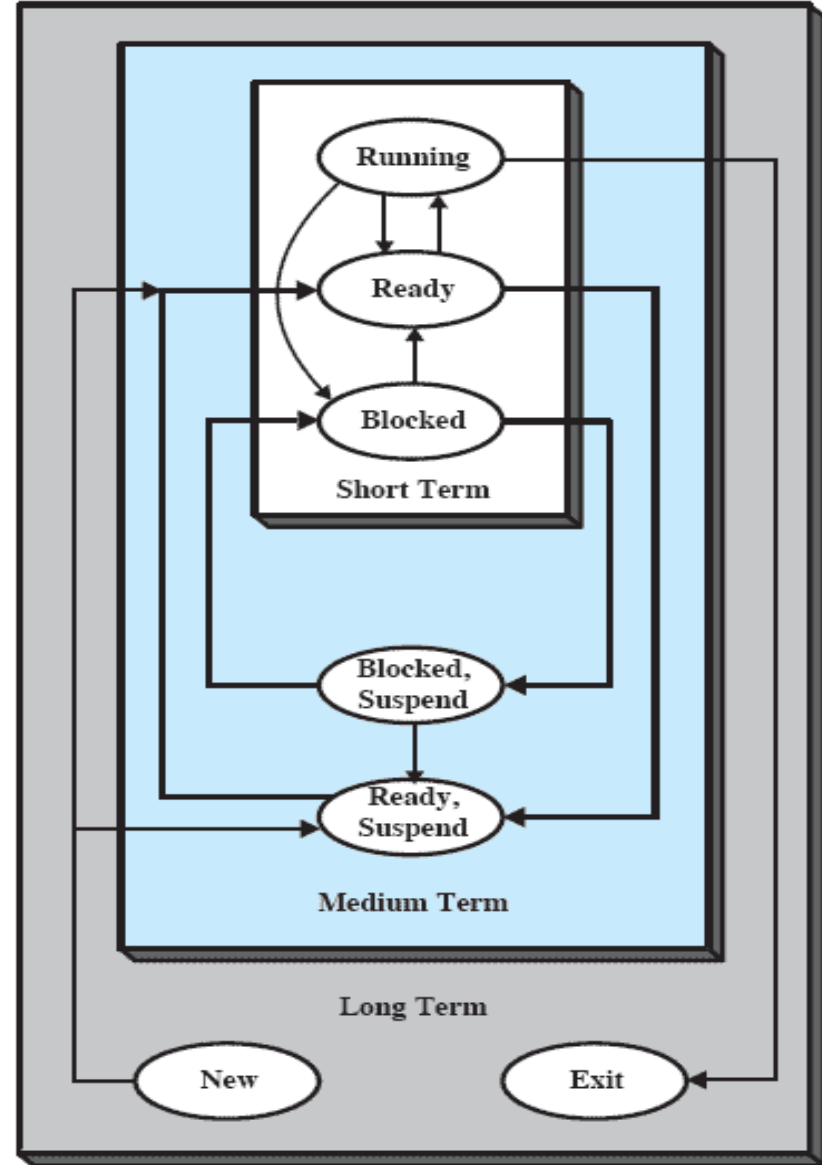 Running
Ready
Blocked
Short Term
Blocked,
Suspend
Ready,
Suspend
Medium Term
Long Term
New
Exit